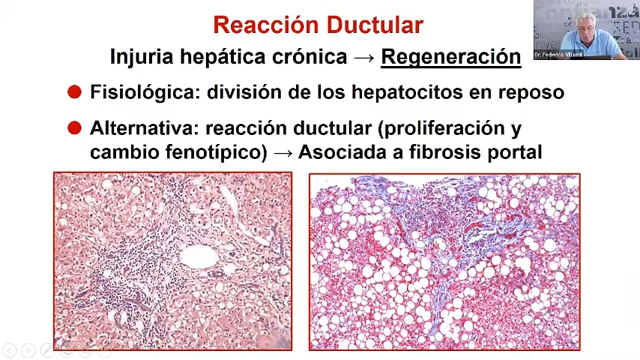 Reacción Ductular
Injuria hepática crónica → Regeneración
Fisiológica: división de los hepatocitos en reposo
Alternativa: reacción ductular (proliferación y
cambio fenotípico) → Asociada a fibrosis portal
Dr. Federico Villamil